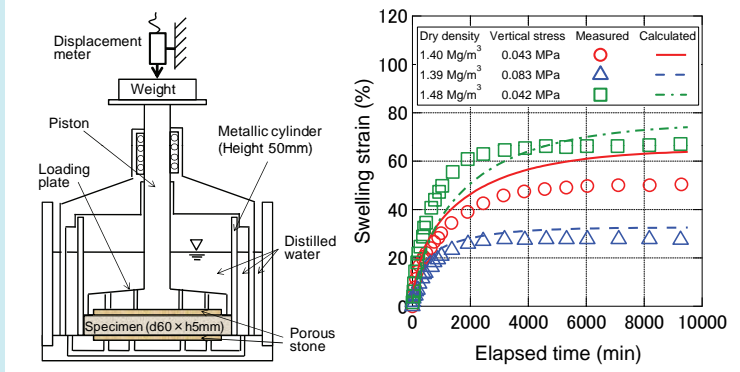 Displacement
meter
Weight
Piston
Metallic cylinder
(Height 50mm)
Loading
plate
Distilled
water
Specimen (d60×h5mm)
Porous
stone
Swelling strain (%)
120
100
80
60
40
20
0
Dry density Vertical stress Measured Calculated
1.40 Mg/m³ 0.043 MPa
1.39 Mg/m³ 0.083 MPa
1.48 Mg/m³ 0.042 MPa
0 2000 4000 6000 8000 10000
Elapsed time (min)